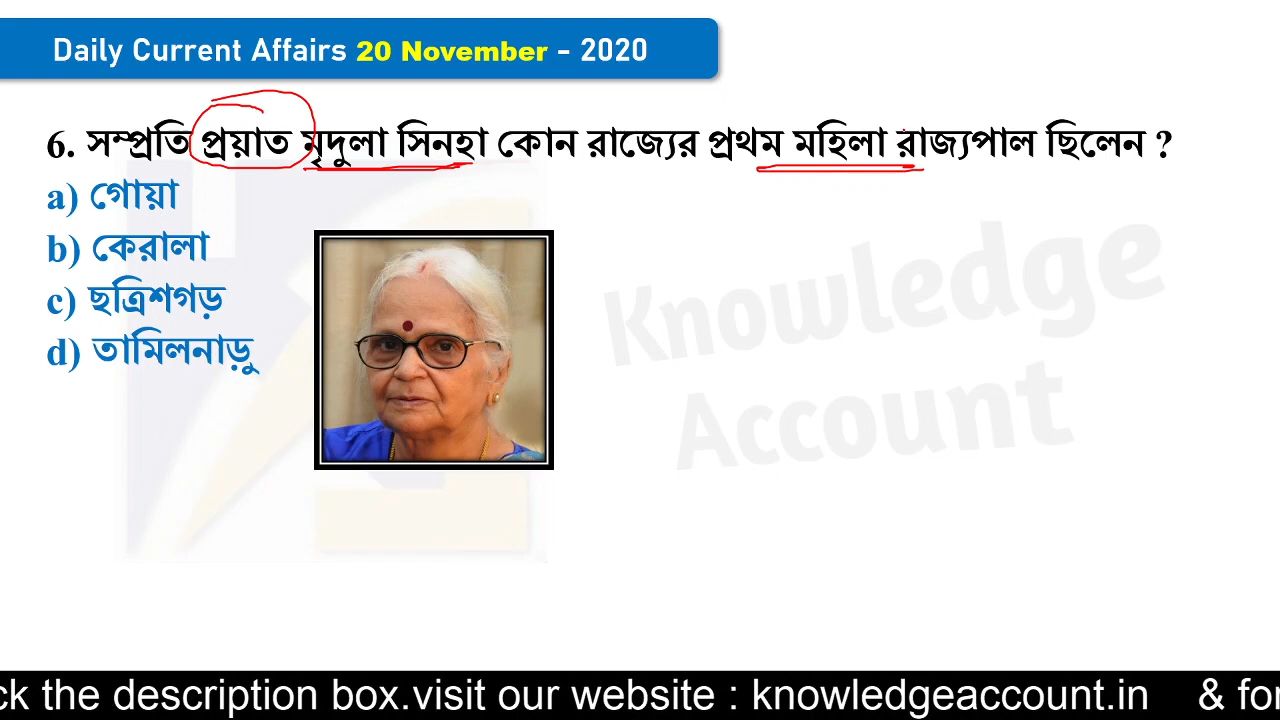 Daily Current Affairs 20 November - 2020
6. সম্প্রতি প্রয়াত মৃদুলা সিনহা কোন রাজ্যের প্রথম মহিলা রাজ্যপাল ছিলেন ?
a) গোয়া
b) কেরালা
c) ছত্রিশগড়
d) তামিলনাড়ু
Knowledge
Account
ck the description box.visit our website : knowledgeaccount.in & for